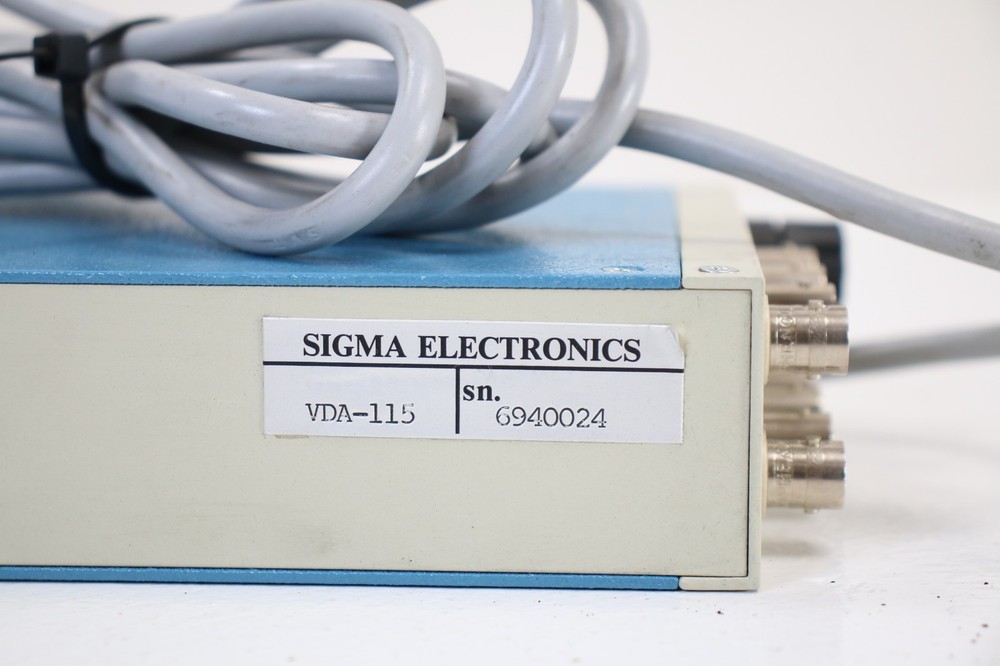 SIGMA ELECTRONICS
VDA-115
sn.
6940024